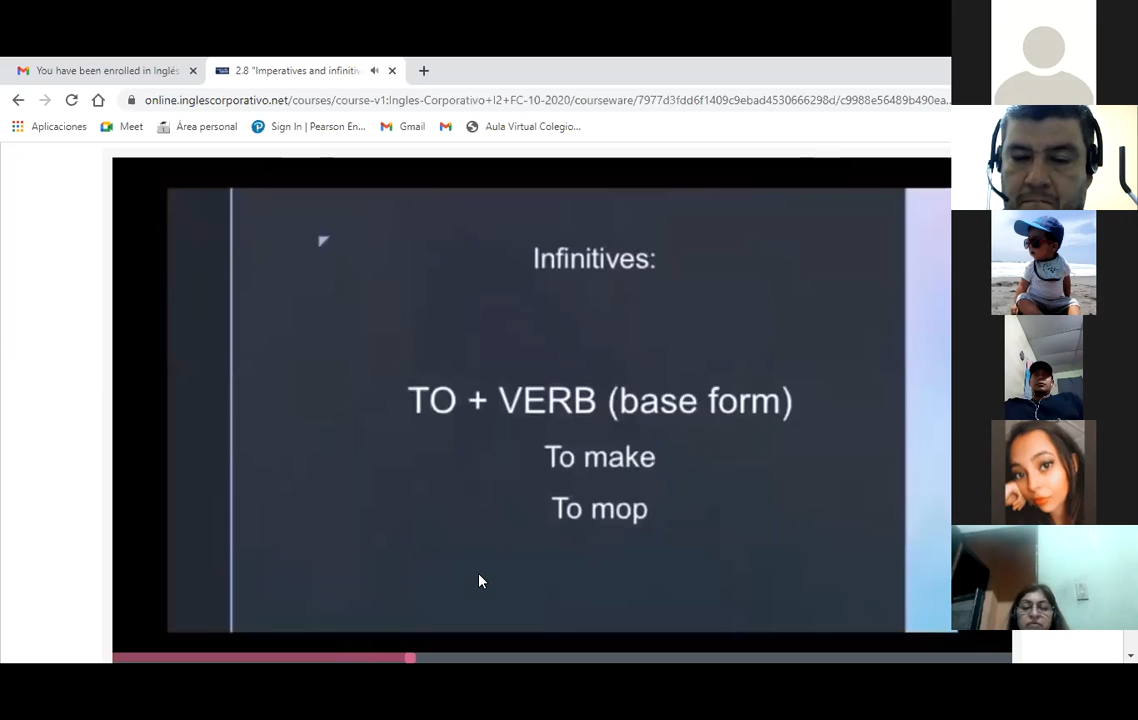 You have been enrolled in Inglés
2.8 "Imperatives and infinitiv
online.inglescorporativo.net/courses/course-v1:Ingles-Corporativo+I2+FC-10-2020/courseware/7977d3fdd6f1409c9ebad4530666298d/c9988e56489b490ea...
Aplicaciones Meet Área personal Sign In | Pearson En... Gmail Aula Virtual Colegio...
Infinitives:
TO + VERB (base form)
To make
To mop